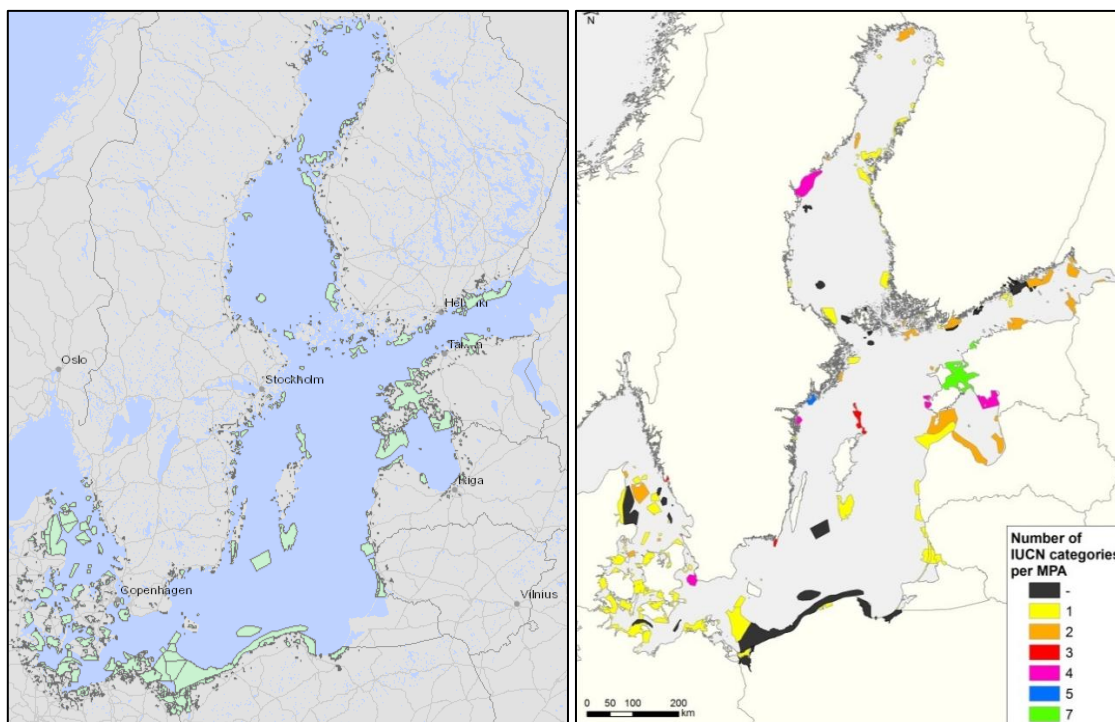 Oslo
Helsinki
Tallinn
Stockholm
Riga
Copenhagen
Vilnius
N
Number of
IUCN categories
per MPA
-
1
2
3
4
5
7
0 50 100 200
km